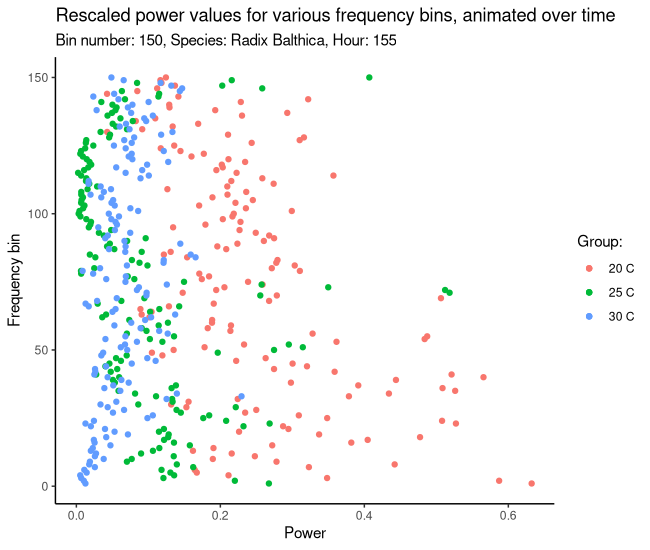 Rescaled power values for various frequency bins, animated over time
Bin number: 150, Species: Radix Balthica, Hour: 155
150
100
50
0
Frequency bin
0.0 0.2 0.4 0.6
Power
Group:
20 C
25 C
30 C